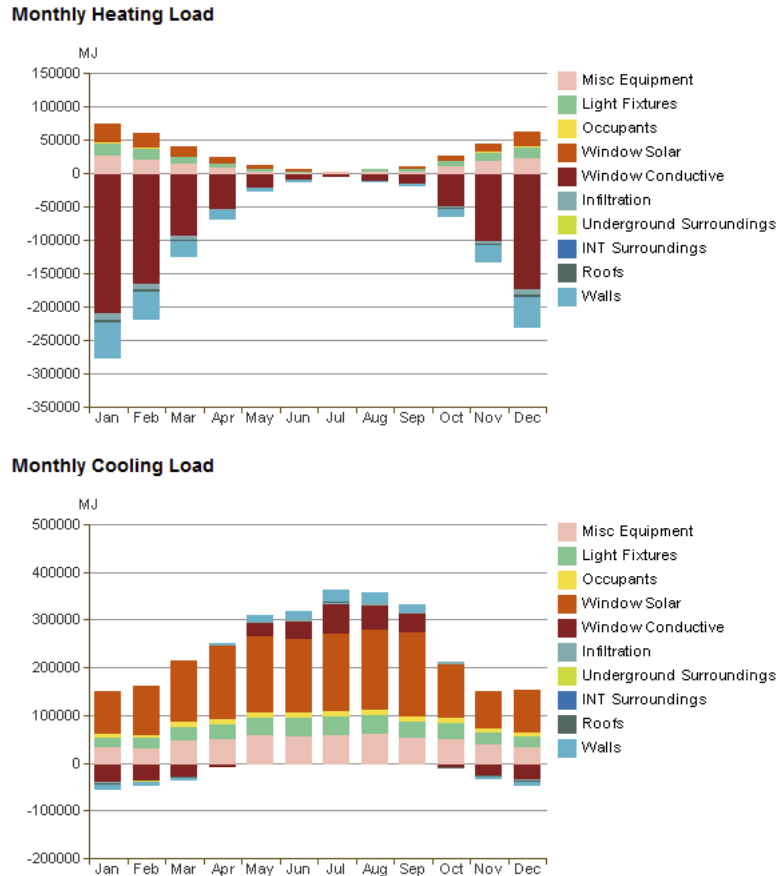 Monthly Heating Load
MJ
150000
100000
50000
0
-50000
-100000
-150000
-200000
-250000
-300000
-350000
Jan Feb Mar Apr May Jun Jul Aug Sep Oct Nov Dec
Misc Equipment
Light Fixtures
Occupants
Window Solar
Window Conductive
Infiltration
Underground Surroundings
INT Surroundings
Roofs
Walls
Monthly Cooling Load
MJ
500000
400000
300000
200000
100000
0
-100000
-200000
Jan Feb Mar Apr May Jun Jul Aug Sep Oct Nov Dec
Misc Equipment
Light Fixtures
Occupants
Window Solar
Window Conductive
Infiltration
Underground Surroundings
INT Surroundings
Roofs
Walls